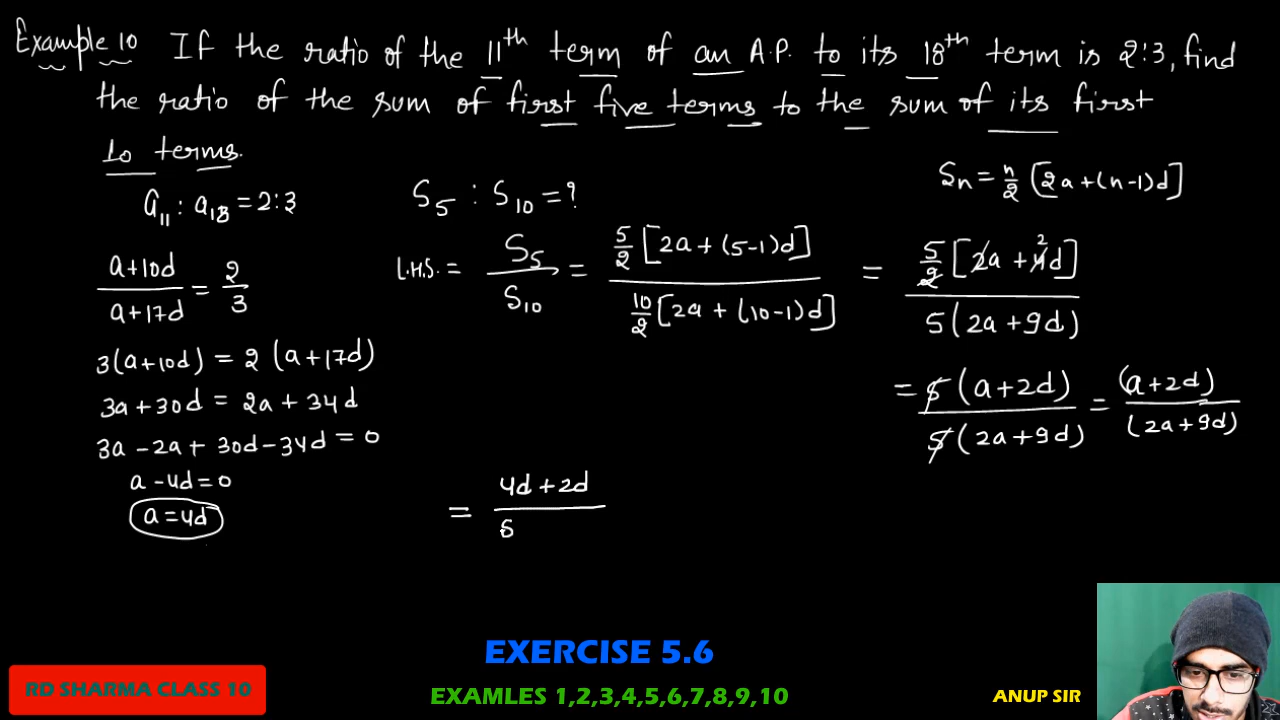 Example 10 If the ratio of the 11th term of an A.P. to its 18th term is 2:3, find
the ratio of the sum of first five terms to the sum of its first
10 terms.
a11 : a18 = 2:3
a+10d / a+17d = 2/3
3(a+10d) = 2 (a+17d)
3a+30d = 2a+34d
3a-2a+30d-34d=0
a-4d=0
a=4d
S5 : S10 = ?
Sn = n/2 [2a+(n-1)d]
L.H.S. = S5/S10 = 5/2 [2a+(5-1)d] / 10/2 [2a+(10-1)d] = 5/2 [2a+4d] / 5(2a+9d)
= 5(a+2d) / 5(2a+9d) = (a+2d) / (2a+9d)
= 4d+2d / 8
EXERCISE 5.6
RD SHARMA CLASS 10
EXAMLES 1,2,3,4,5,6,7,8,9,10
ANUP SIR